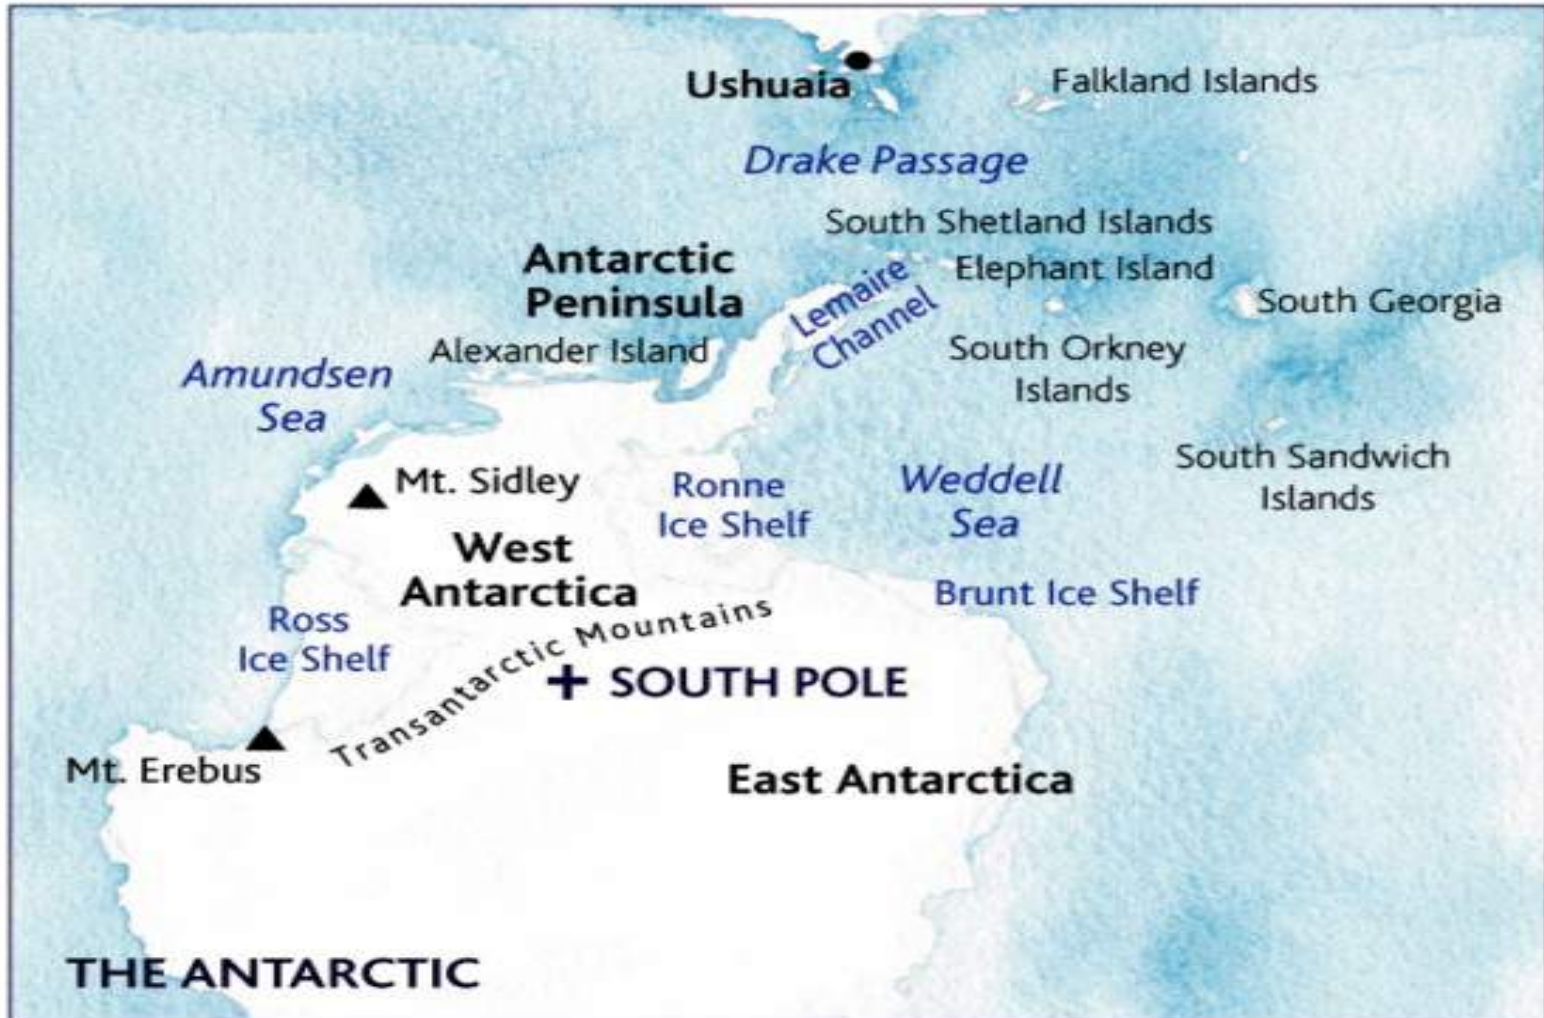 Ushuaia
Falkland Islands
Drake Passage
South Shetland Islands
Antarctic
Peninsula
Lemaire
Channel
Elephant Island
South Georgia
Alexander Island
South Orkney
Islands
Amundsen
Sea
Mt. Sidley
Ronne
Ice Shelf
Weddell
Sea
South Sandwich
Islands
West
Antarctica
Brunt Ice Shelf
Ross
Ice Shelf
Transantarctic Mountains
SOUTH POLE
Mt. Erebus
East Antarctica
THE ANTARCTIC